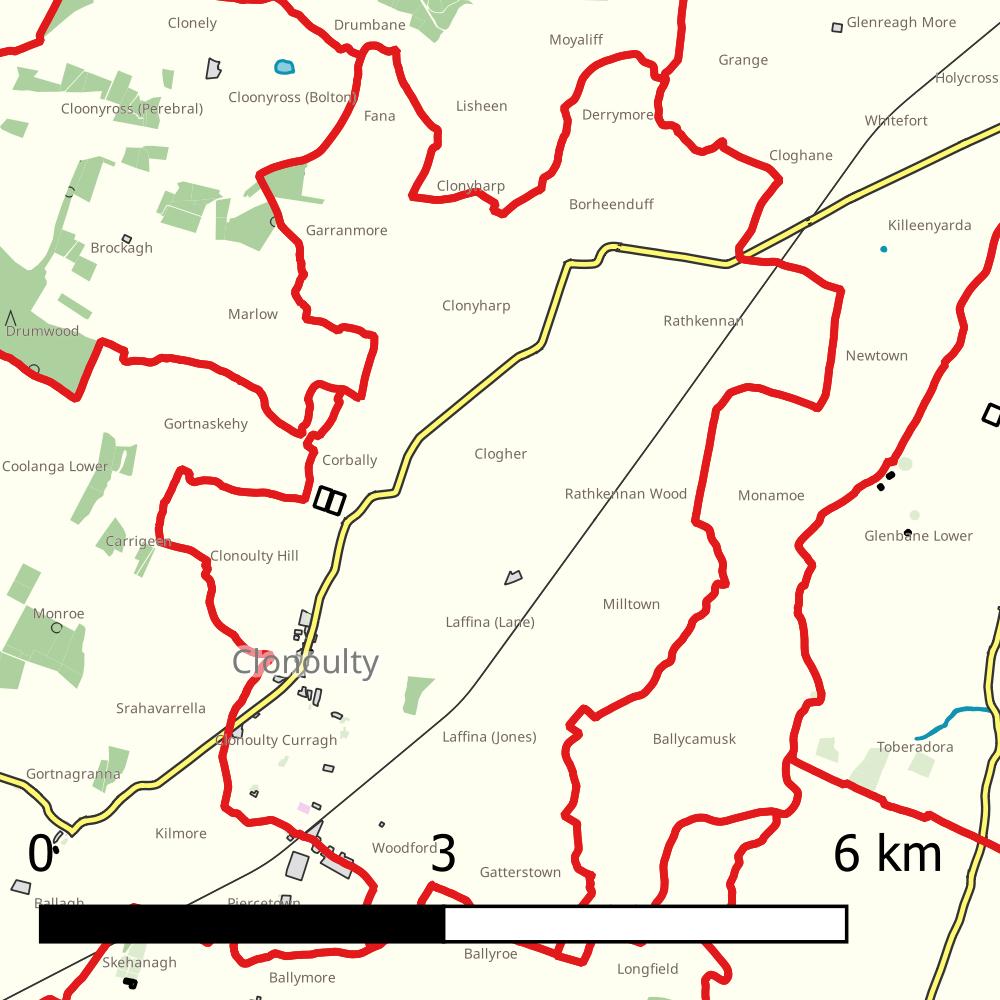 Clonely
Drumbane
Moyaliff
Glenreagh More
Grange
Holycross
Cloonyross (Perebral)
Cloonyross (Bolton)
Fana
Lisheen
Derrymore
Whitefort
Cloghane
Clonyharp
Borheenduff
Killeenyarda
Garranmore
Brockagh
Marlow
Clonyharp
Rathkennan
Drumwood
Newtown
Gortnaskehy
Corbally
Clogher
Coolanga Lower
Rathkennan Wood
Monamoe
Carrigeen
Clonoulty Hill
Glenbane Lower
Monroe
Milltown
Laffina (Lane)
Clonoulty
Srahavarrella
Clonoulty Curragh
Laffina (Jones)
Ballycamusk
Toberadora
Gortnagranna
Kilmore
Woodford
0 3 6 km
Gatterstown
Ballagh
Piercetown
Ballyroe
Skehanagh
Ballymore
Longfield